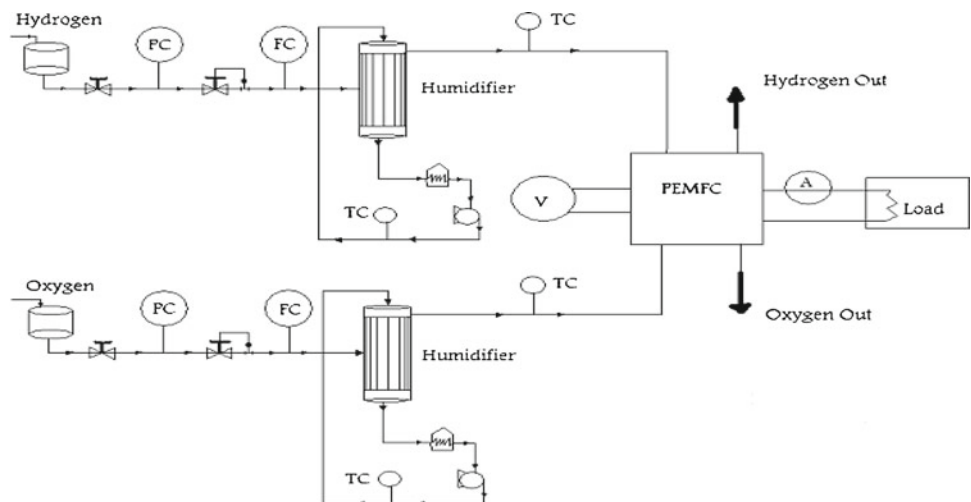 Hydrogen
PC
FC
TC
Humidifier
TC
Hydrogen Out
V
PEMFC
A
Load
Oxygen
PC
FC
TC
Humidifier
TC
Oxygen Out